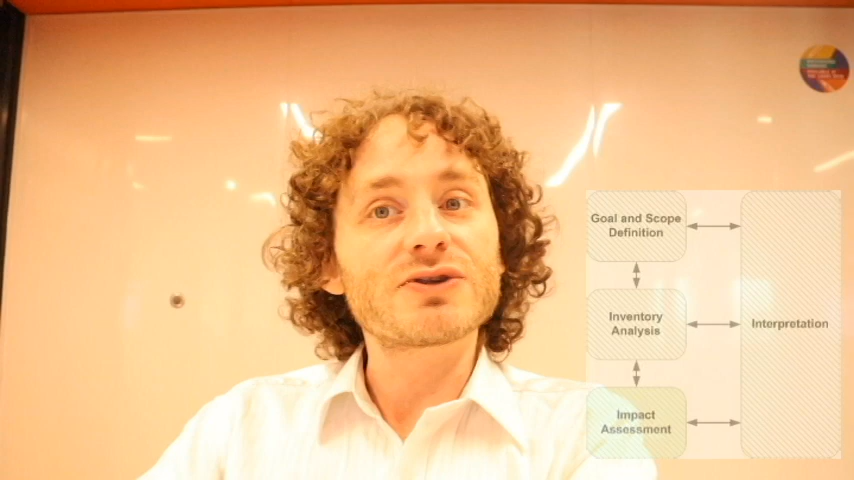 Goal and Scope
Definition
Inventory
Analysis
Interpretation
Impact
Assessment